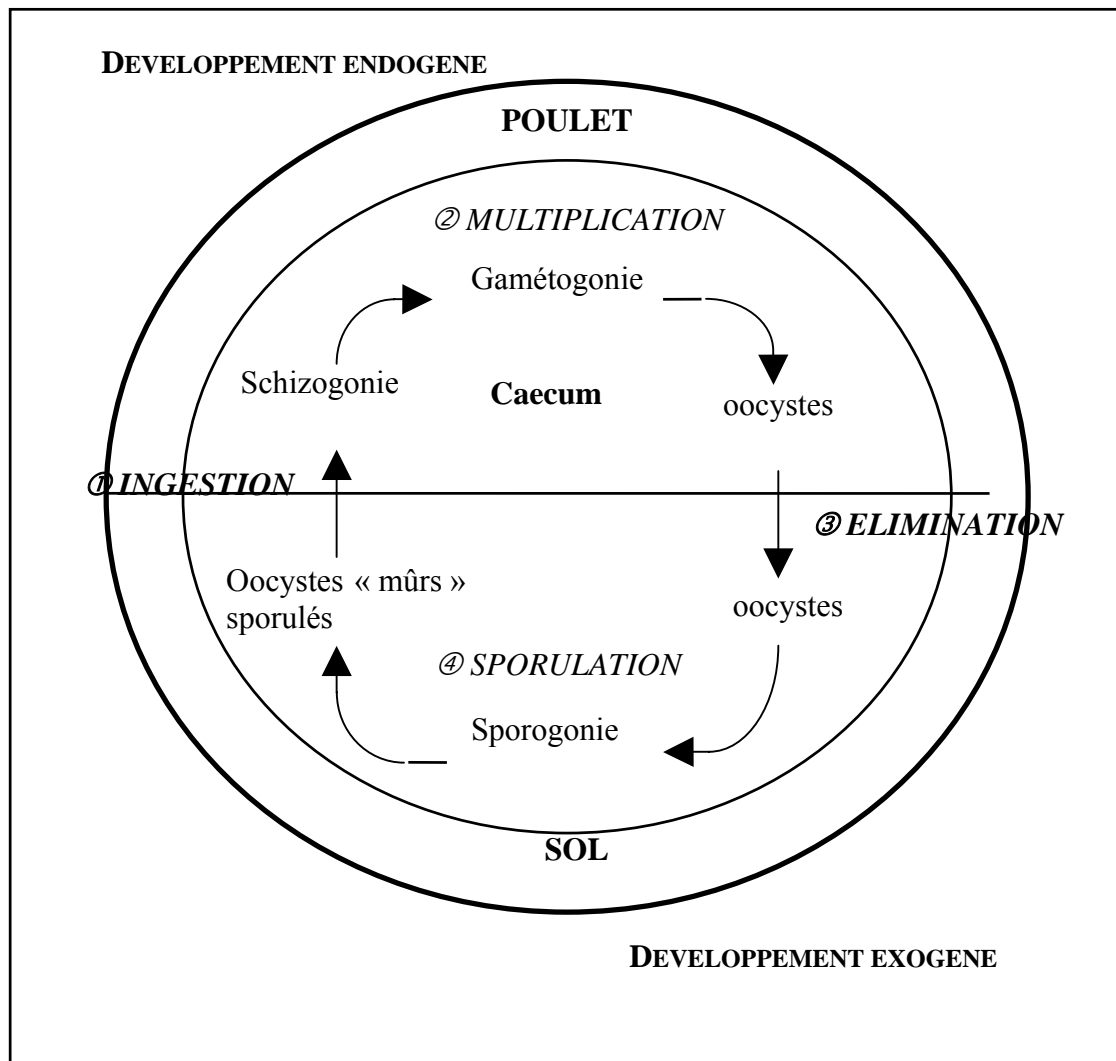 DEVELOPPEMENT ENDOGENE
POULET
② MULTIPLICATION
Gamétogonie
Schizogonie
Caecum
oocystes
① INGESTION
③ ELIMINATION
Oocystes « mûrs »
sporulés
oocystes
④ SPORULATION
Sporogonie
SOL
DEVELOPPEMENT EXOGENE